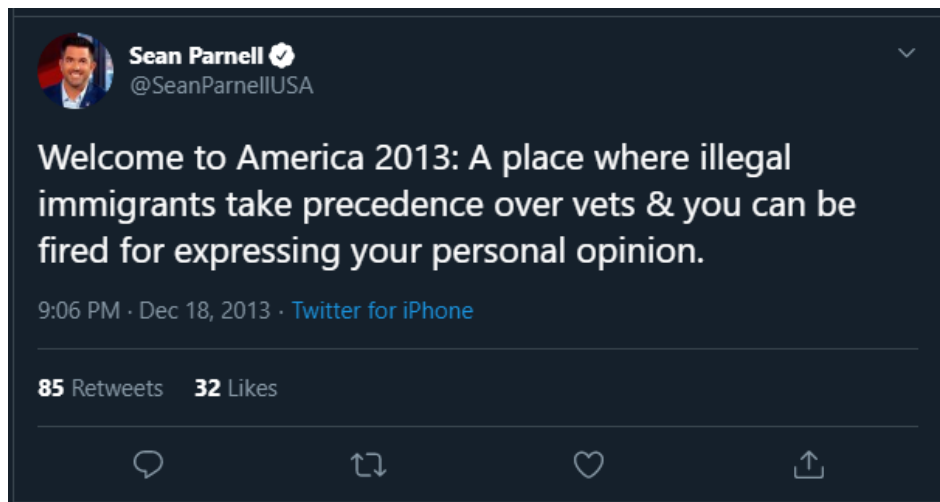 Sean Parnell
@SeanParnellUSA
Welcome to America 2013: A place where illegal
immigrants take precedence over vets & you can be
fired for expressing your personal opinion.
9:06 PM · Dec 18, 2013 · Twitter for iPhone
85 Retweets 32 Likes